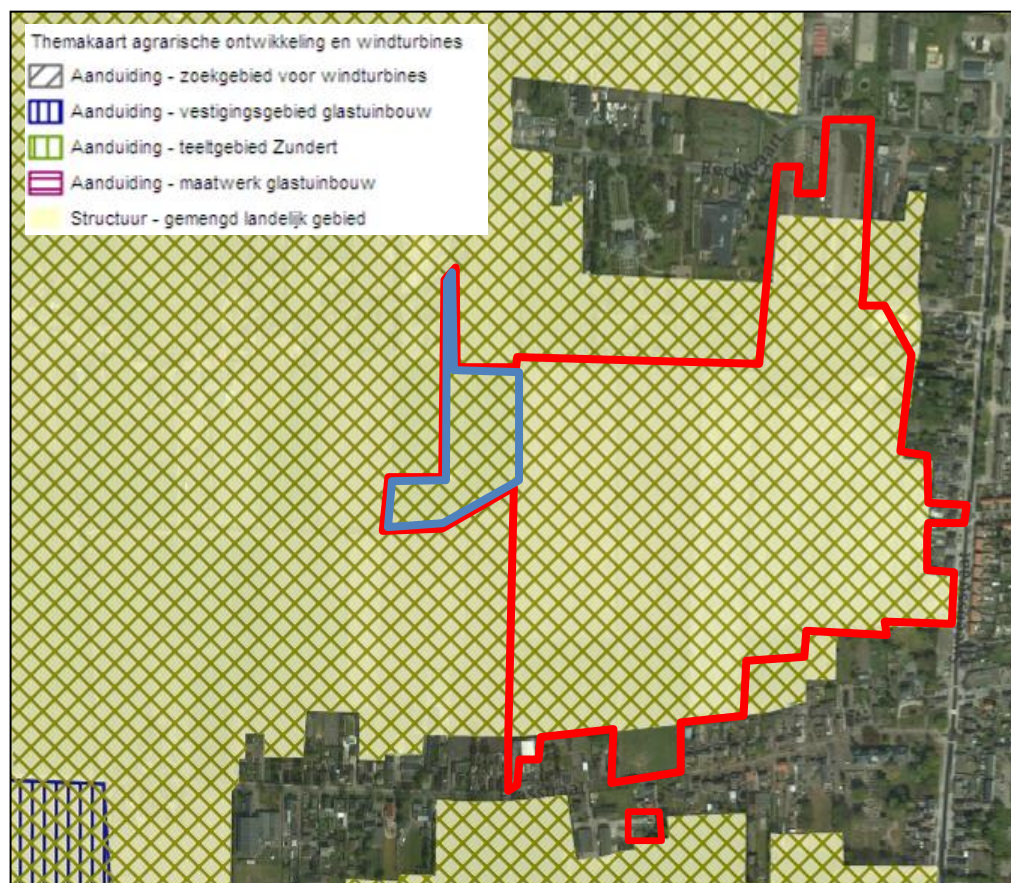 Themakaart agrarische ontwikkeling en windturbines
Aanduiding - zoekgebied voor windturbines
Aanduiding - vestigingsgebied glastuinbouw
Aanduiding - teeltgebied Zundert
Aanduiding - maatwerk glastuinbouw
Structuur - gemengd landelijk gebied